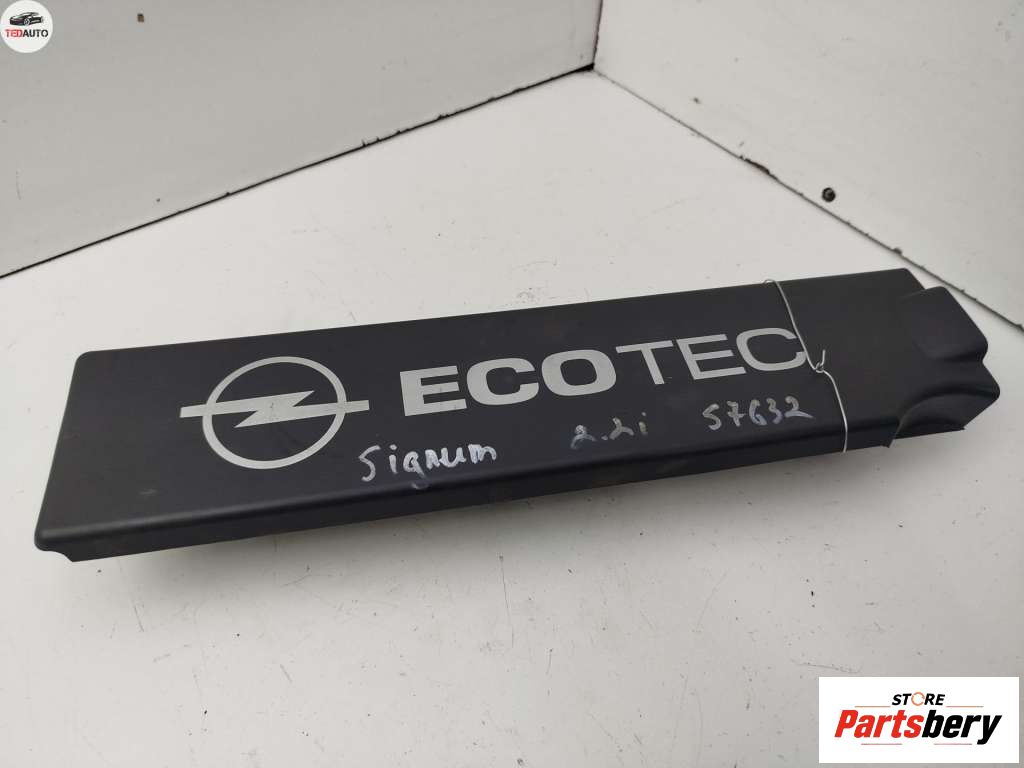 TEDAUTO
ECOTEC
Signum 2.2i 57632
STORE
Partsbery